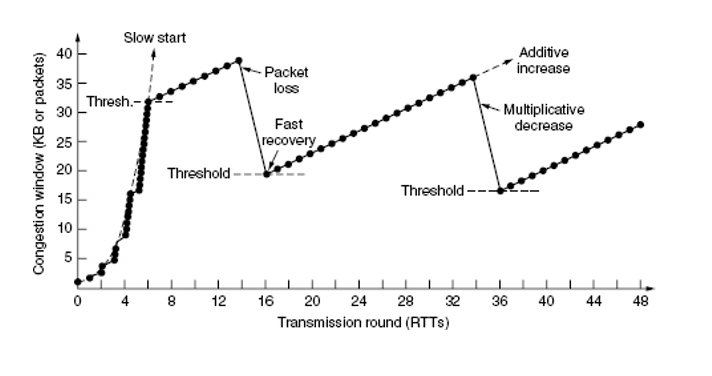 Slow start
Additive
increase
Packet
loss
Thresh.
Multiplicative
decrease
Fast
recovery
Threshold
Threshold
Congestion window (KB or packets)
40
35
30
25
20
15
10
5
0 4 8 12 16 20 24 28 32 36 40 44 48
Transmission round (RTTs)